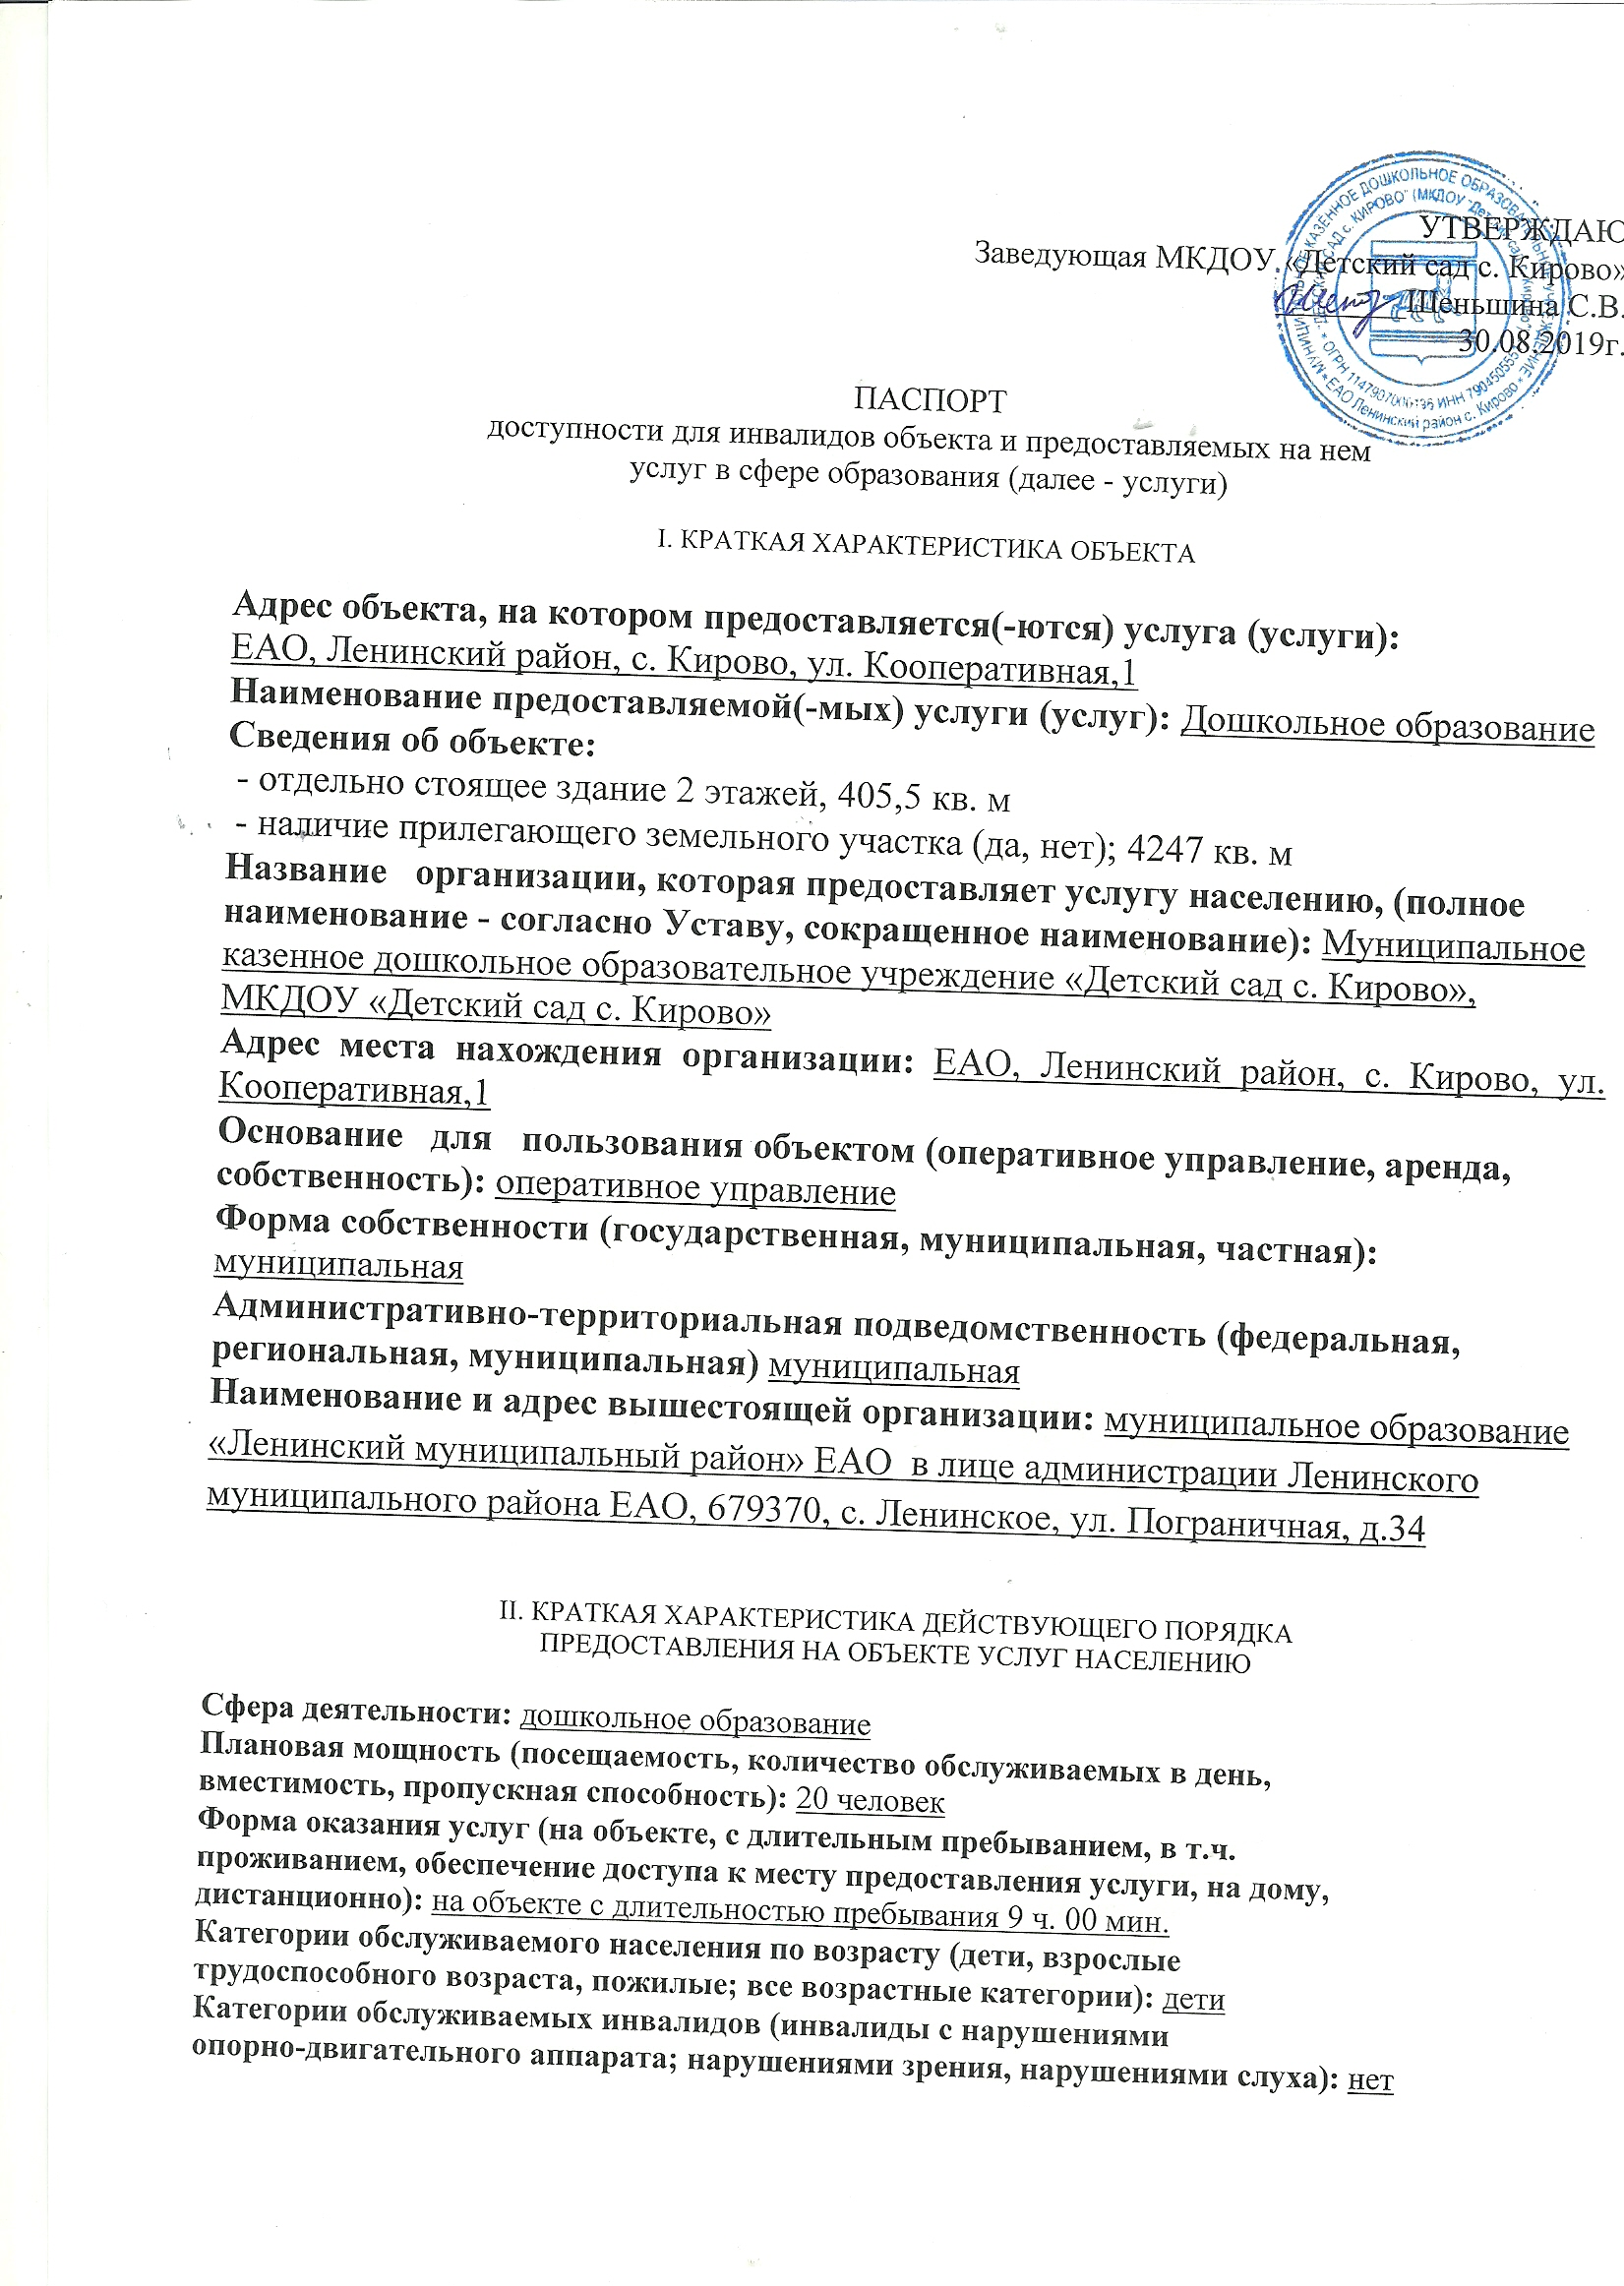 УТВЕРЖДАЮ
Заведующая МКДОУ «Детский сад с. Кирово»
Шеньшина С.В.
30.08.2019г.
ПАСПОРТ
доступности для инвалидов объекта и предоставляемых на нем
услуг в сфере образования (далее - услуги)
I. КРАТКАЯ ХАРАКТЕРИСТИКА ОБЪЕКТА
Адрес объекта, на котором предоставляется(-ются) услуга (услуги):
ЕАО, Ленинский район, с. Кирово, ул. Кооперативная,1
Наименование предоставляемой(-мых) услуги (услуг): Дошкольное образование
Сведения об объекте:
- отдельно стоящее здание 2 этажей, 405,5 кв. м
- наличие прилегающего земельного участка (да, нет); 4247 кв. м
Название организации, которая предоставляет услугу населению, (полное
наименование - согласно Уставу, сокращенное наименование): Муниципальное
казенное дошкольное образовательное учреждение «Детский сад с. Кирово»,
МКДОУ «Детский сад с. Кирово»
Адрес места нахождения организации: ЕАО, Ленинский район, с. Кирово, ул.
Кооперативная,1
Основание для пользования объектом (оперативное управление, аренда,
собственность): оперативное управление
Форма собственности (государственная, муниципальная, частная):
муниципальная
Административно-территориальная подведомственность (федеральная,
региональная, муниципальная) муниципальная
Наименование и адрес вышестоящей организации: муниципальное образование
«Ленинский муниципальный район» ЕАО в лице администрации Ленинского
муниципального района ЕАО, 679370, с. Ленинское, ул. Пограничная, д.34
II. КРАТКАЯ ХАРАКТЕРИСТИКА ДЕЙСТВУЮЩЕГО ПОРЯДКА
ПРЕДОСТАВЛЕНИЯ НА ОБЪЕКТЕ УСЛУГ НАСЕЛЕНИЮ
Сфера деятельности: дошкольное образование
Плановая мощность (посещаемость, количество обслуживаемых в день,
вместимость, пропускная способность): 20 человек
Форма оказания услуг (на объекте, с длительным пребыванием, в т.ч.
проживанием, обеспечение доступа к месту предоставления услуги, на дому,
дистанционно): на объекте с длительностью пребывания 9 ч. 00 мин.
Категории обслуживаемого населения по возрасту (дети, взрослые
трудоспособного возраста, пожилые; все возрастные категории): дети
Категории обслуживаемых инвалидов (инвалиды с нарушениями
опорно-двигательного аппарата; нарушениями зрения, нарушениями слуха): нет